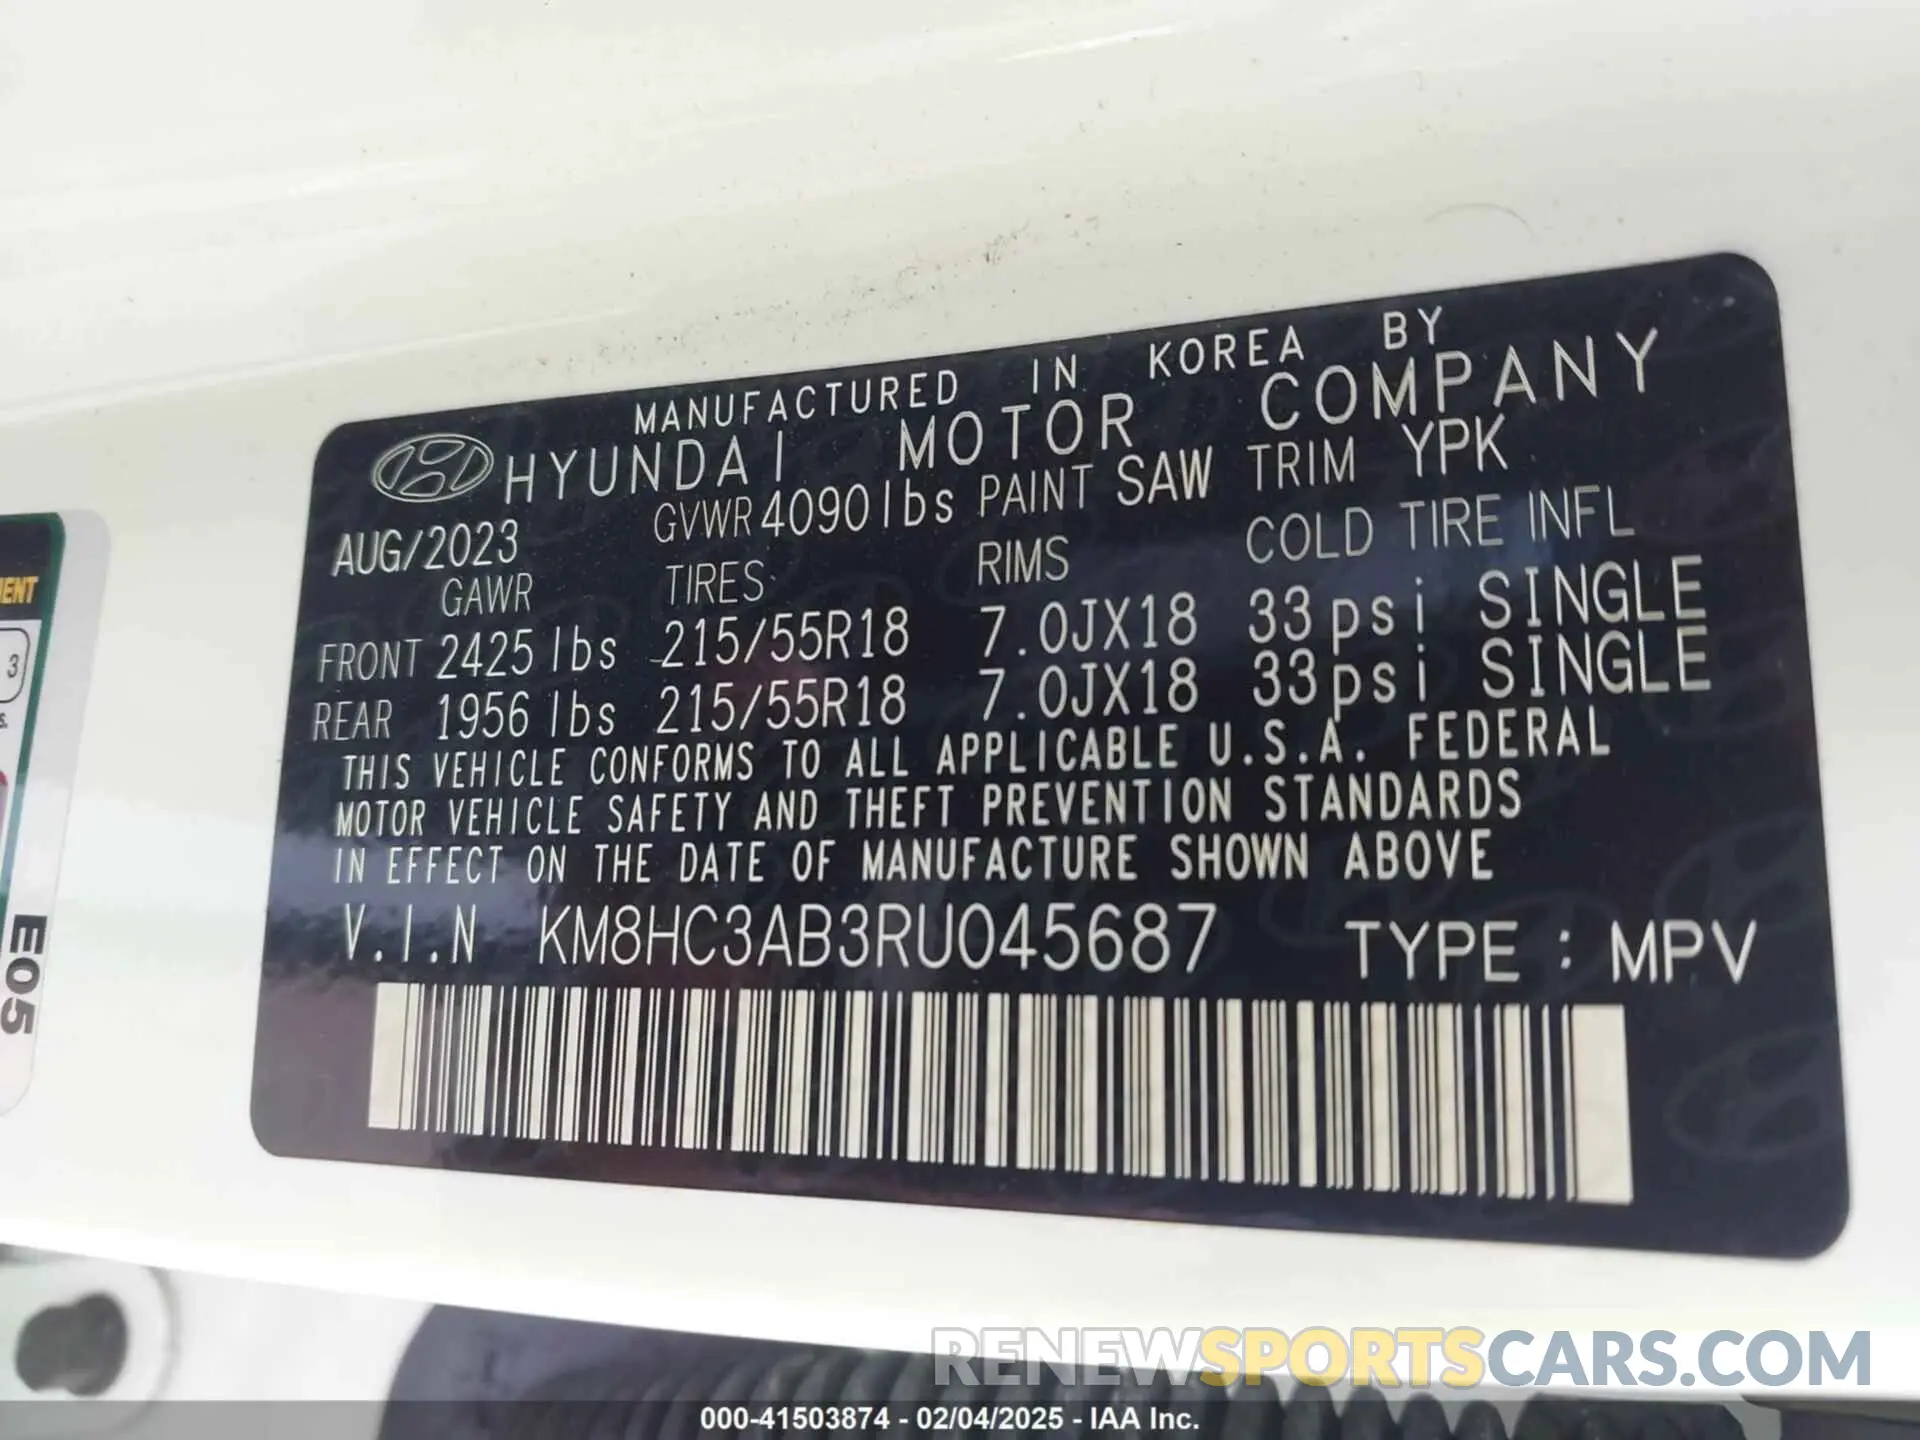 MANUFACTURED IN KOREA BY
HYUNDAI MOTOR COMPANY
AUG/2023 GVWR 4090lbs PAINT SAW TRIM YPK
GAWR TIRES RIMS COLD TIRE INFL
FRONT 2425 lbs 215/55R18 7.0JX18 33psi SINGLE
REAR 1956 lbs 215/55R18 7.0JX18 33psi SINGLE
THIS VEHICLE CONFORMS TO ALL APPLICABLE U.S.A. FEDERAL
MOTOR VEHICLE SAFETY AND THEFT PREVENTION STANDARDS
IN EFFECT ON THE DATE OF MANUFACTURE SHOWN ABOVE
V.I.N KM8HC3AB3RU045687 TYPE : MPV
3
E05
RENEWSPORTSCARS.COM
000-41503874 - 02/04/2025 - IAA Inc.